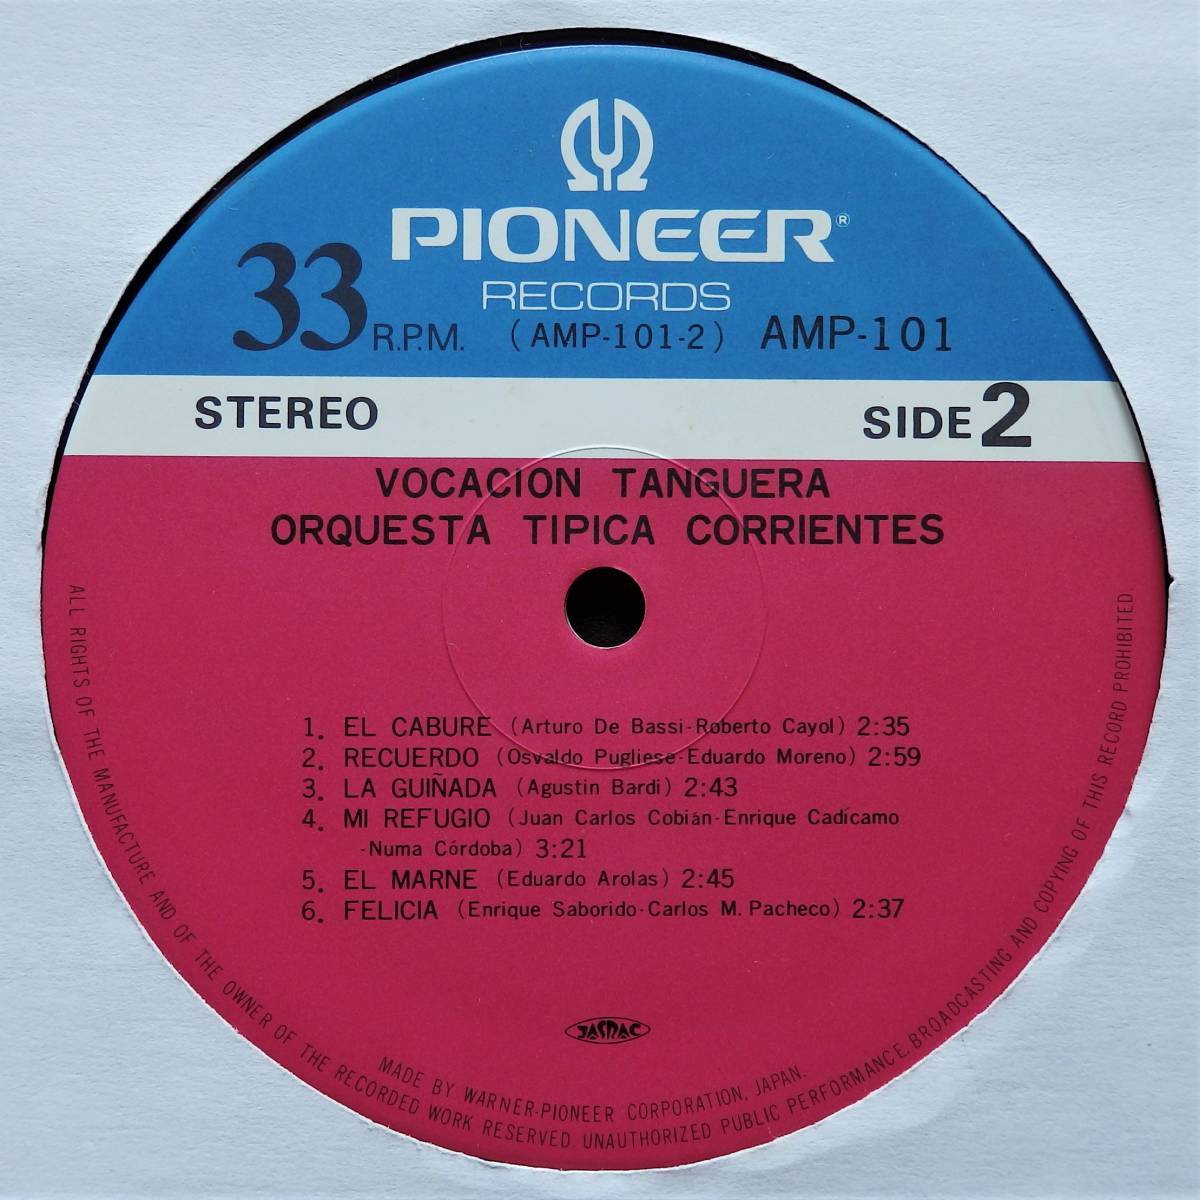 PIONEER®
RECORDS
33 R.P.M. (AMP-101-2) AMP-101
STEREO SIDE 2
VOCACION TANGUERA
ORQUESTA TIPICA CORRIENTES
1. EL CABURE (Arturo De Bassi-Roberto Cayol) 2:35
2. RECUERDO (Osvaldo Pugliese-Eduardo Moreno) 2:59
3. LA GUIÑADA (Agustin Bardi) 2:43
4. MI REFUGIO (Juan Carlos Cobián-Enrique Cadícamo
-Numa Córdoba) 3:21
5. EL MARNE (Eduardo Arolas) 2:45
6. FELICIA (Enrique Saborido-Carlos M. Pacheco) 2:37
JASRAC
MADE BY WARNER-PIONEER CORPORATION, JAPAN.
ALL RIGHTS OF THE MANUFACTURE AND OF THE OWNER OF THE RECORDED WORK RESERVED. UNAUTHORIZED PUBLIC PERFORMANCE, BROADCASTING AND COPYING OF THIS RECORD PROHIBITED